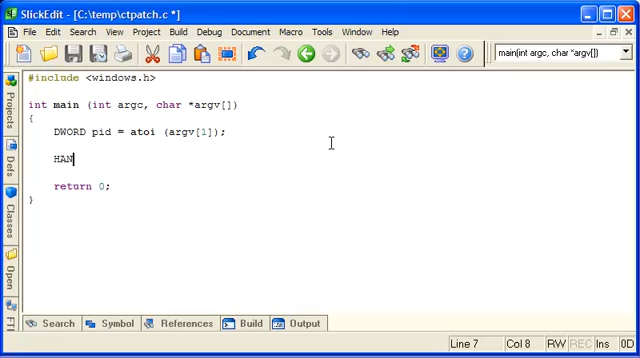 SlickEdit - [C:\temp\ctpatch.c *]
File Edit Search View Project Build Debug Document Macro Tools Window Help
main(int argc, char *argv[])
Projects
Defs
Classes
Open
FT
#include <windows.h>
int main (int argc, char *argv[])
{
DWORD pid = atoi (argv[1]);
HAN
return 0;
}
Search Symbol References Build Output
Line 7 Col 8 RW REC Ins 0D